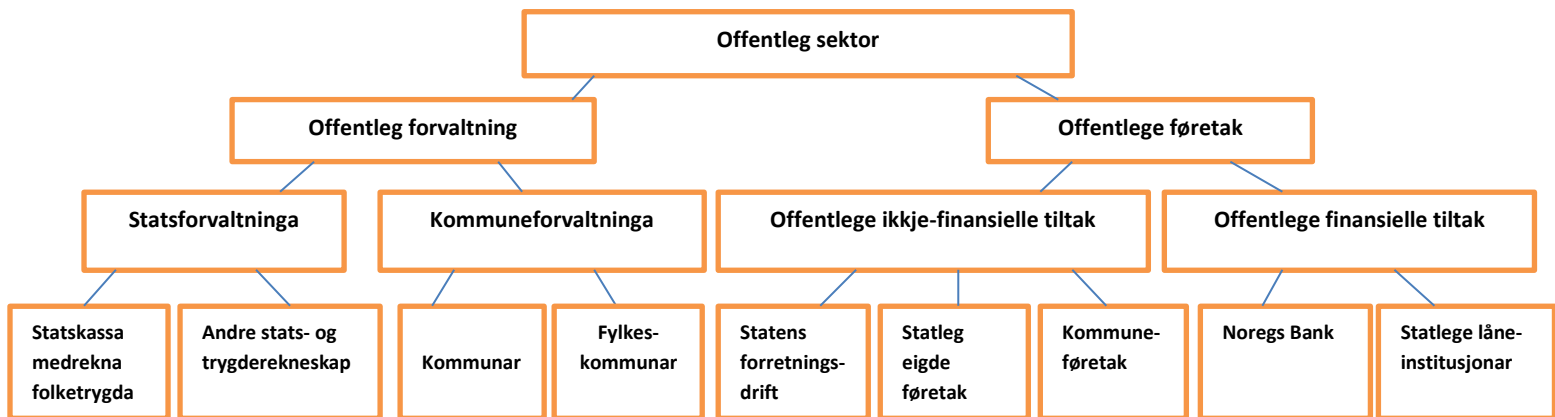 Offentleg sektor
Offentleg forvaltning
Offentlege føretak
Statsforvaltninga
Kommuneforvaltninga
Offentlege ikkje-finansielle tiltak
Offentlege finansielle tiltak
Statskassa
medrekna
folketrygda
Andre stats- og
trygderekneskap
Kommunar
Fylkes-
kommunar
Statens
forretnings-
drift
Statleg
eigde
føretak
Kommune-
føretak
Noregs Bank
Statlege låne-
institusjonar